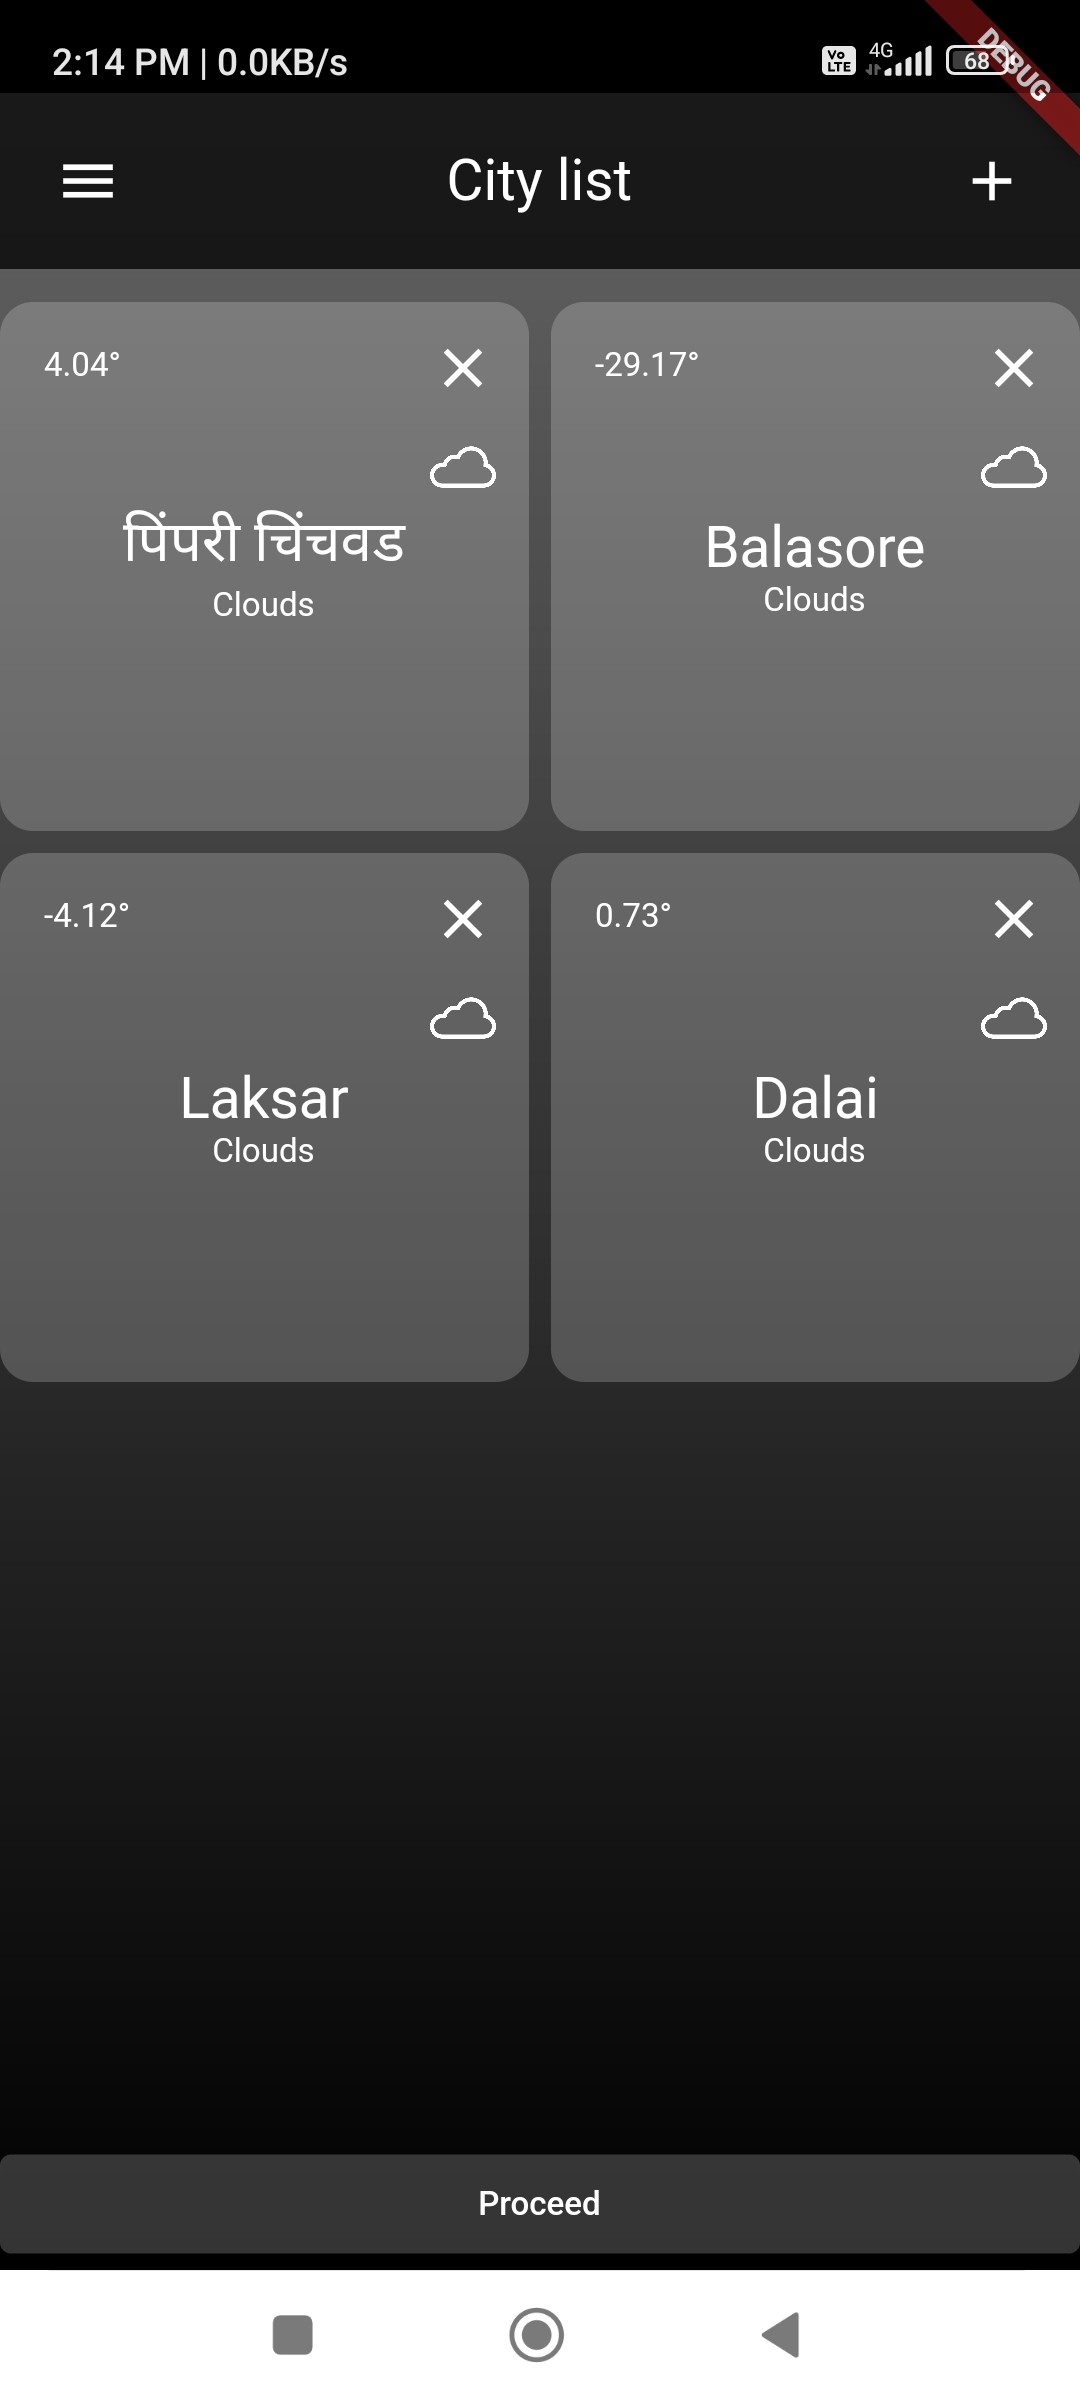 2:14 PM | 0.0KB/s
Vo LTE 4G 68
DEBUG
City list
4.04°
पिंपरी चिंचवड
Clouds
-29.17°
Balasore
Clouds
-4.12°
Laksar
Clouds
0.73°
Dalai
Clouds
Proceed